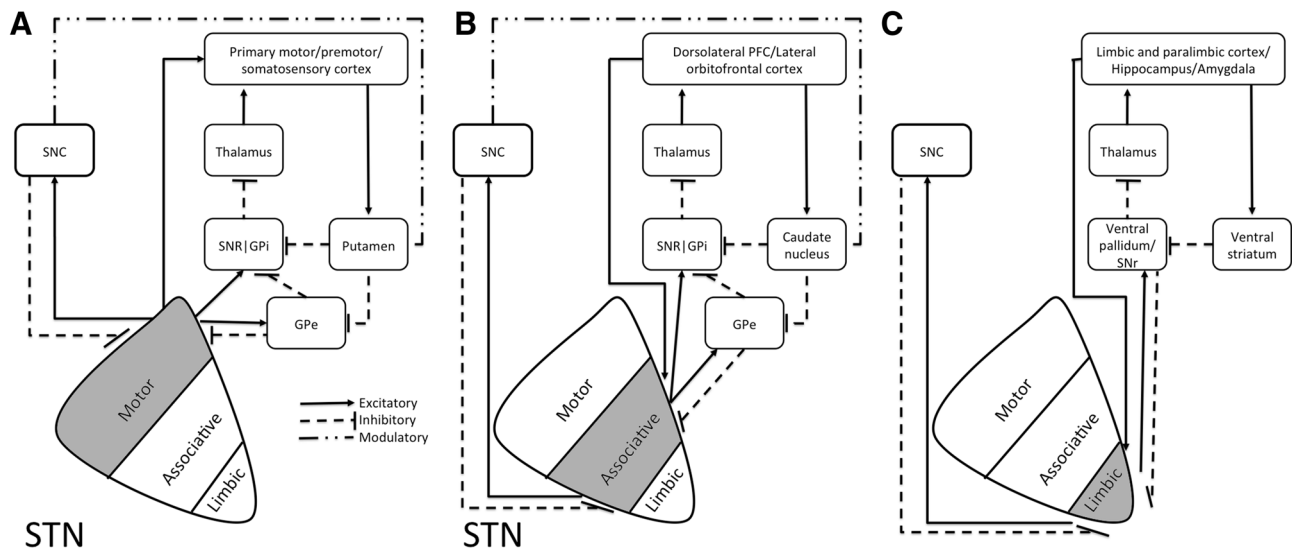 A
Primary motor/premotor/
somatosensory cortex
SNC
Thalamus
SNR|GPi
Putamen
GPe
Motor
Associative
Limbic
Excitatory
Inhibitory
Modulatory
STN
B
Dorsolateral PFC/Lateral
orbitofrontal cortex
SNC
Thalamus
SNR|GPi
Caudate
nucleus
GPe
Motor
Associative
Limbic
STN
C
Limbic and paralimbic cortex/
Hippocampus/Amygdala
SNC
Thalamus
Ventral
pallidum/
SNr
Ventral
striatum
Motor
Associative
Limbic